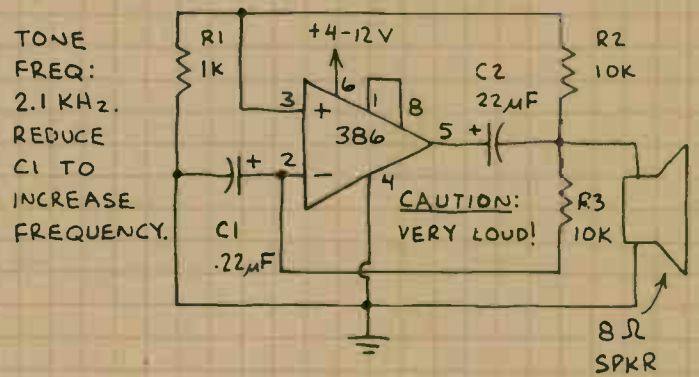 TONE
FREQ:
2.1 KHz.
REDUCE
C1 TO
INCREASE
FREQUENCY.
R1
1K
+4-12V
6
1
8
3
+
386
2
−
5
4
C2
22µF
+
R2
10K
+
C1
.22µF
CAUTION:
VERY LOUD!
R3
10K
8Ω
SPKR